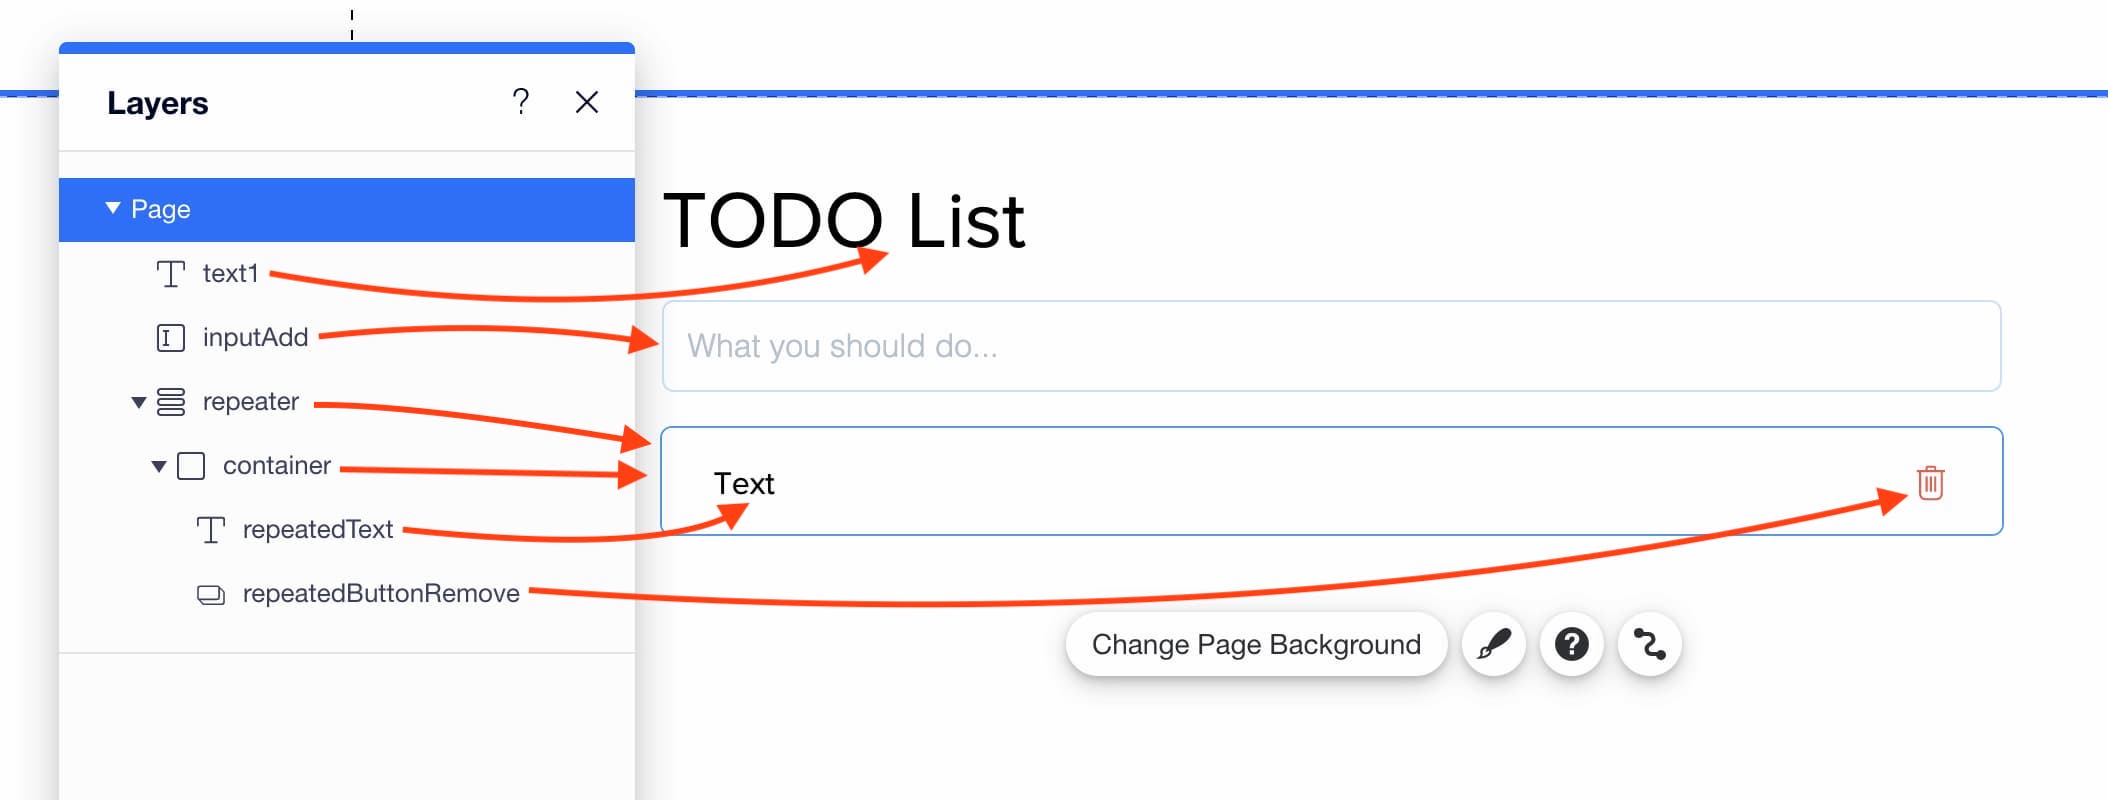 Layers ?
Page
text1
inputAdd
repeater
container
repeatedText
repeatedButtonRemove
TODO List
What you should do...
Text
Change Page Background ?